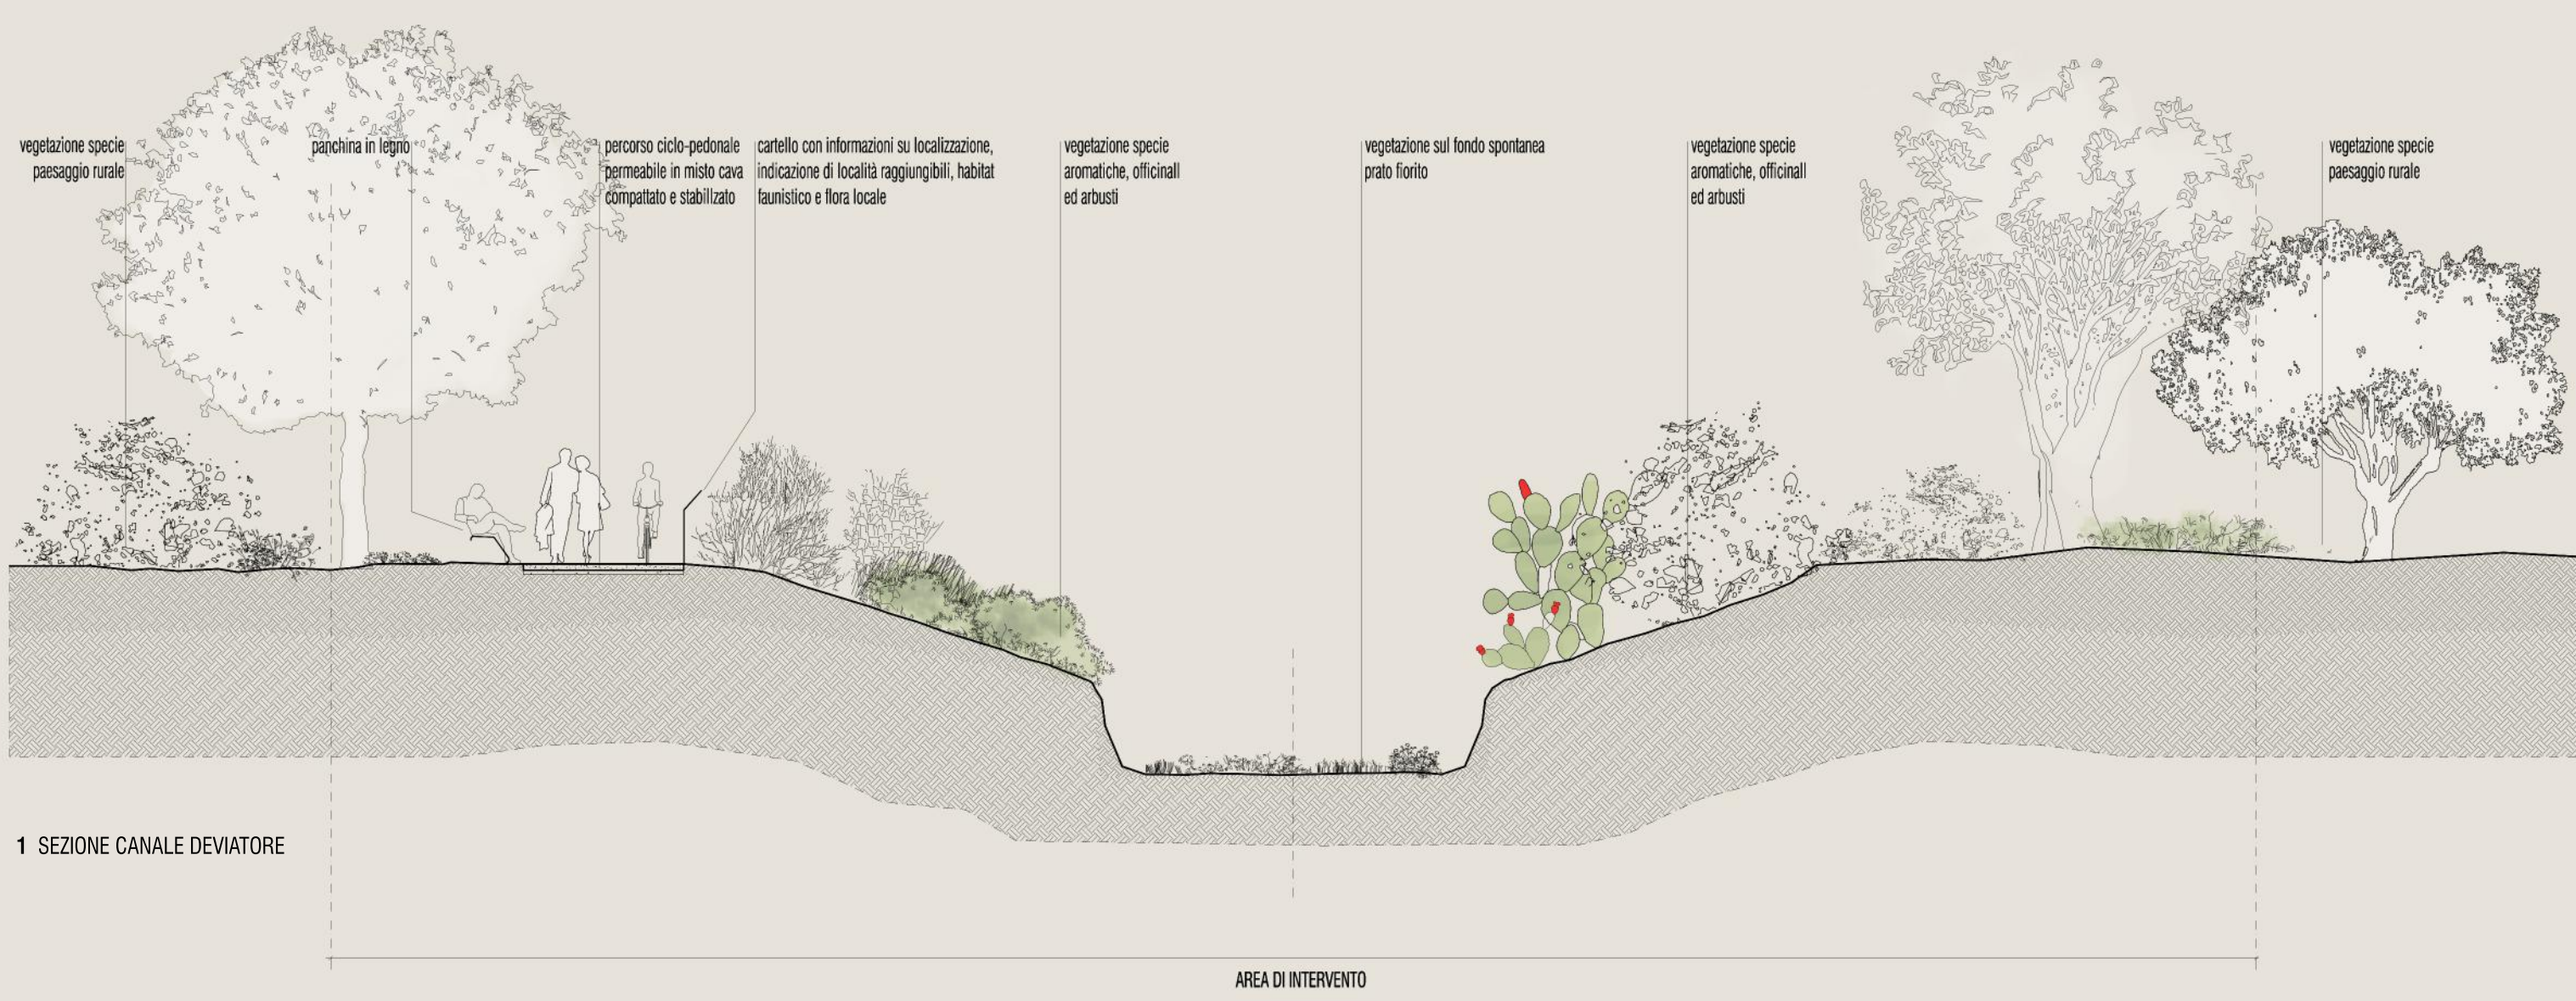 vegetazione specie
paesaggio rurale
panchina in legno
percorso ciclo-pedonale
permeabile in misto cava
compattato e stabilizzato
cartello con informazioni su localizzazione,
indicazione di località raggiungibili, habitat
faunistico e flora locale
vegetazione specie
aromatiche, officinali
ed arbusti
vegetazione sul fondo spontanea
prato fiorito
vegetazione specie
aromatiche, officinali
ed arbusti
vegetazione specie
paesaggio rurale
1 SEZIONE CANALE DEVIATORE
AREA DI INTERVENTO